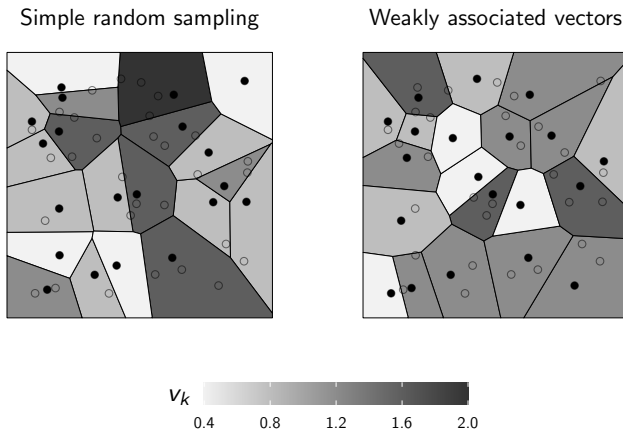 Simple random sampling
Weakly associated vectors
v_k
0.4 0.8 1.2 1.6 2.0